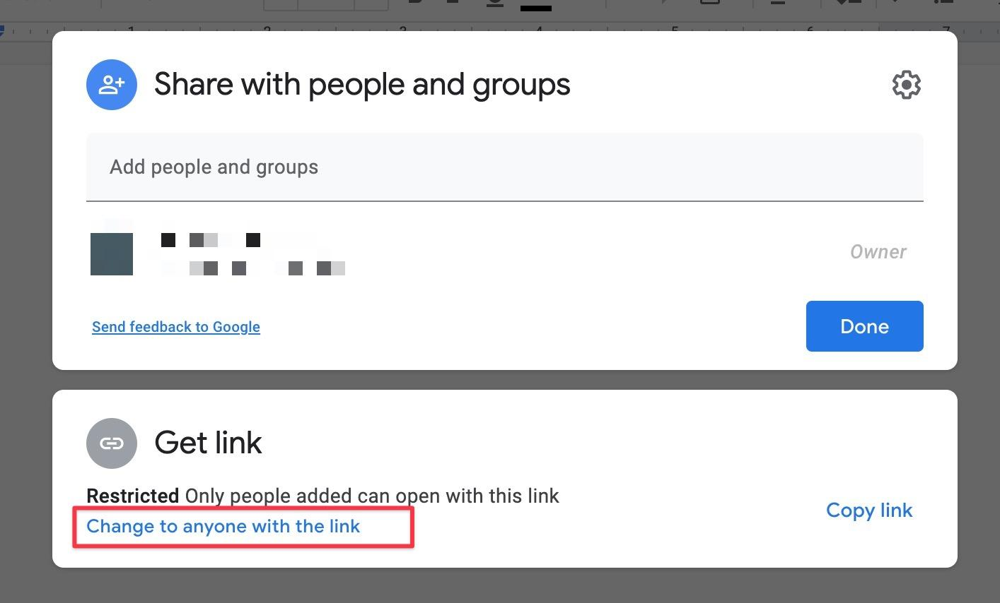 1 2 3 4 5 6 7
Share with people and groups
Add people and groups
Owner
Send feedback to Google
Done
Get link
Restricted Only people added can open with this link
Change to anyone with the link
Copy link